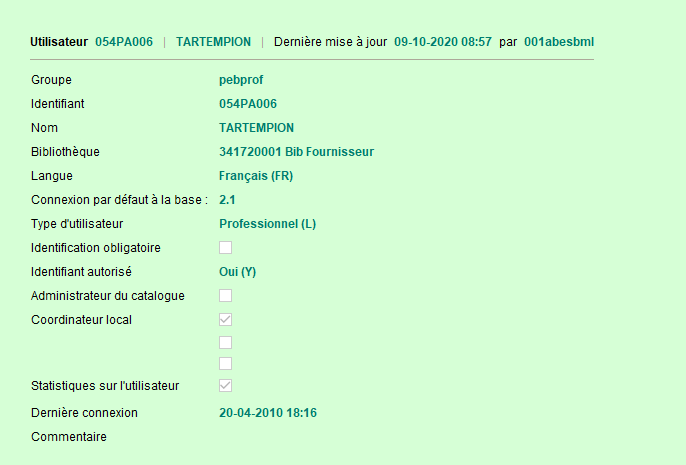 Utilisateur 054PA006 | TARTEMPION | Dernière mise à jour 09-10-2020 08:57 par 001abesbml
Groupe pebprof
Identifiant 054PA006
Nom TARTEMPION
Bibliothèque 341720001 Bib Fournisseur
Langue Français (FR)
Connexion par défaut à la base : 2.1
Type d'utilisateur Professionnel (L)
Identification obligatoire
Identifiant autorisé Oui (Y)
Administrateur du catalogue
Coordinateur local
Statistiques sur l'utilisateur
Dernière connexion 20-04-2010 18:16
Commentaire